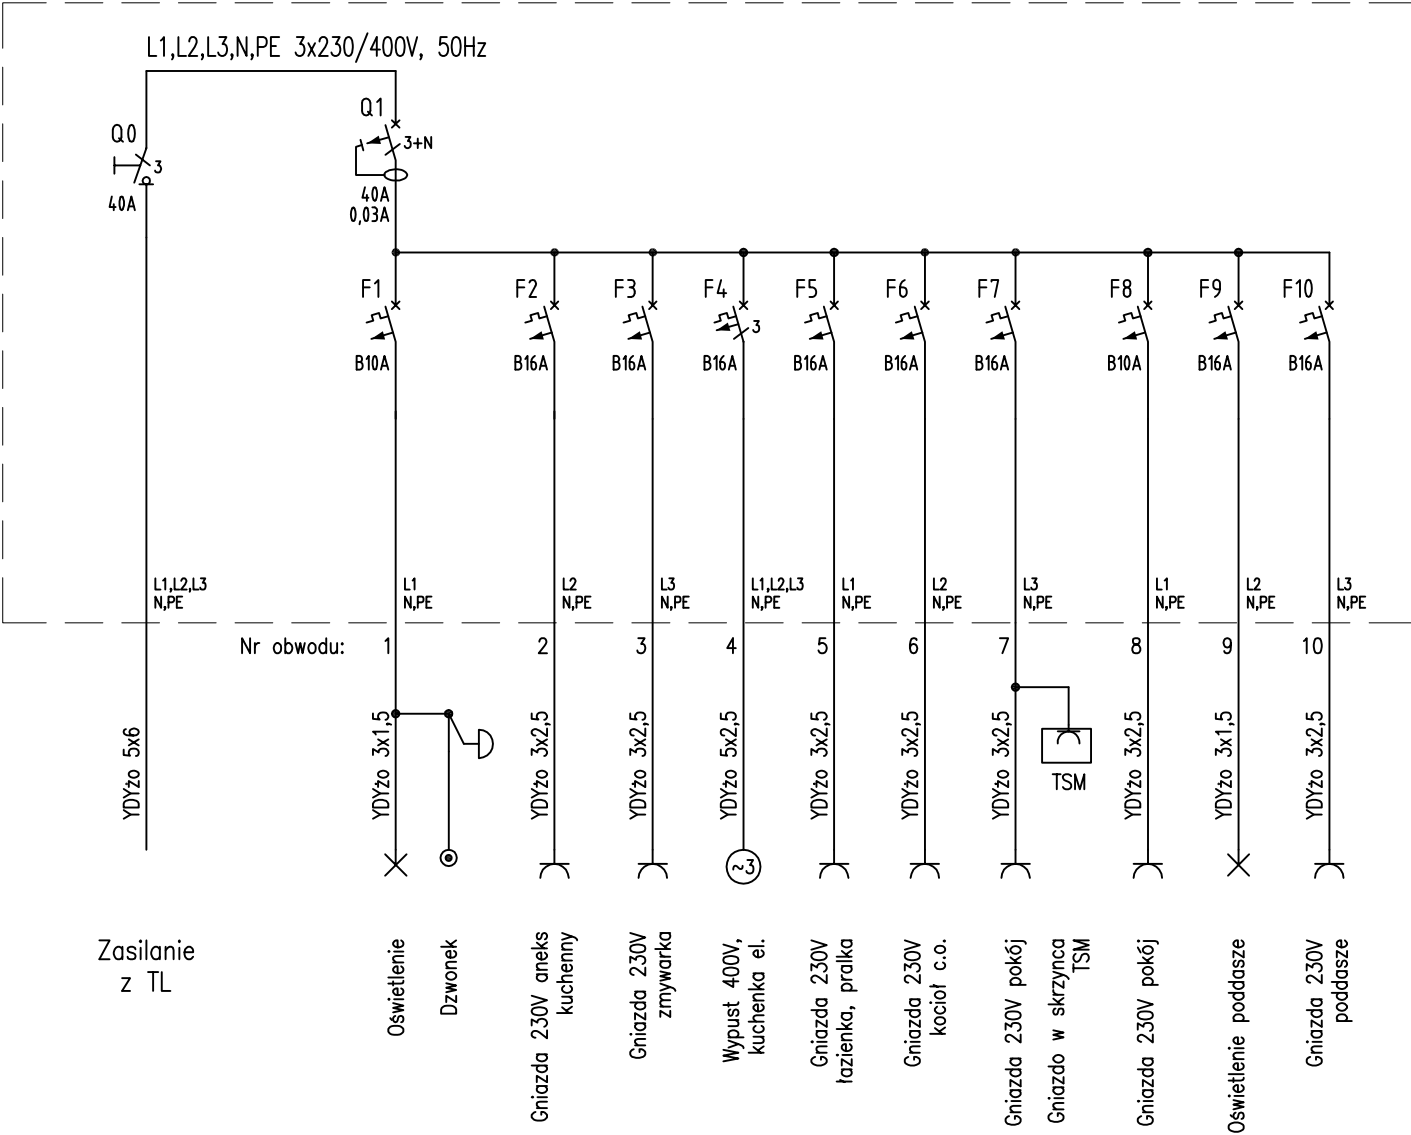 L1,L2,L3,N,PE 3x230/400V, 50Hz
Q0
3
40A
Q1
3+N
40A
0,03A
F1
B10A
F2
B16A
F3
B16A
F4
3
B16A
F5
B16A
F6
B16A
F7
B16A
F8
B10A
F9
B16A
F10
B16A
L1,L2,L3
N,PE
L1
N,PE
L2
N,PE
L3
N,PE
L1,L2,L3
N,PE
L1
N,PE
L2
N,PE
L3
N,PE
L1
N,PE
L2
N,PE
L3
N,PE
Nr obwodu: 1 2 3 4 5 6 7 8 9 10
YDYżo 5x6
YDYżo 3x1,5
YDYżo 3x2,5
YDYżo 3x2,5
YDYżo 5x2,5
YDYżo 3x2,5
YDYżo 3x2,5
YDYżo 3x2,5
TSM
YDYżo 3x2,5
YDYżo 3x1,5
YDYżo 3x2,5
~3
Zasilanie
z TL
Oświetlenie
Dzwonek
Gniazda 230V aneks
kuchenny
Gniazda 230V
zmywarka
Wypust 400V,
kuchenka el.
Gniazda 230V
łazienka, pralka
Gniazda 230V
kocioł c.o.
Gniazda 230V pokój
Gniazdo w skrzynca
TSM
Gniazda 230V pokój
Oświetlenie poddasze
Gniazda 230V
poddasze